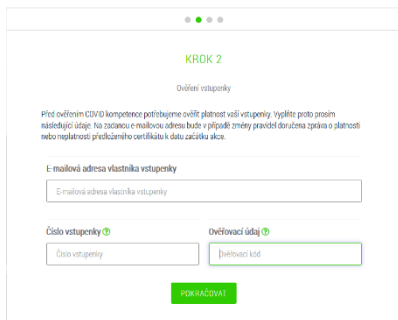 KROK 2
Ověření vstupenky
Před ověřením COVID kompetence potřebujeme ověřit platnost vaší vstupenky. Vyplňte proto prosím
následující údaje. Na zadanou e-mailovou adresu bude v případě změny pravidel doručena zpráva o platnosti
nebo neplatnosti předloženého certifikátu k datu začátku akce.
E-mailová adresa vlastníka vstupenky
E-mailová adresa vlastníka vstupenky
Číslo vstupenky ?
Ověřovací údaj ?
Číslo vstupenky
Ověřovací kód
POKRAČOVAT